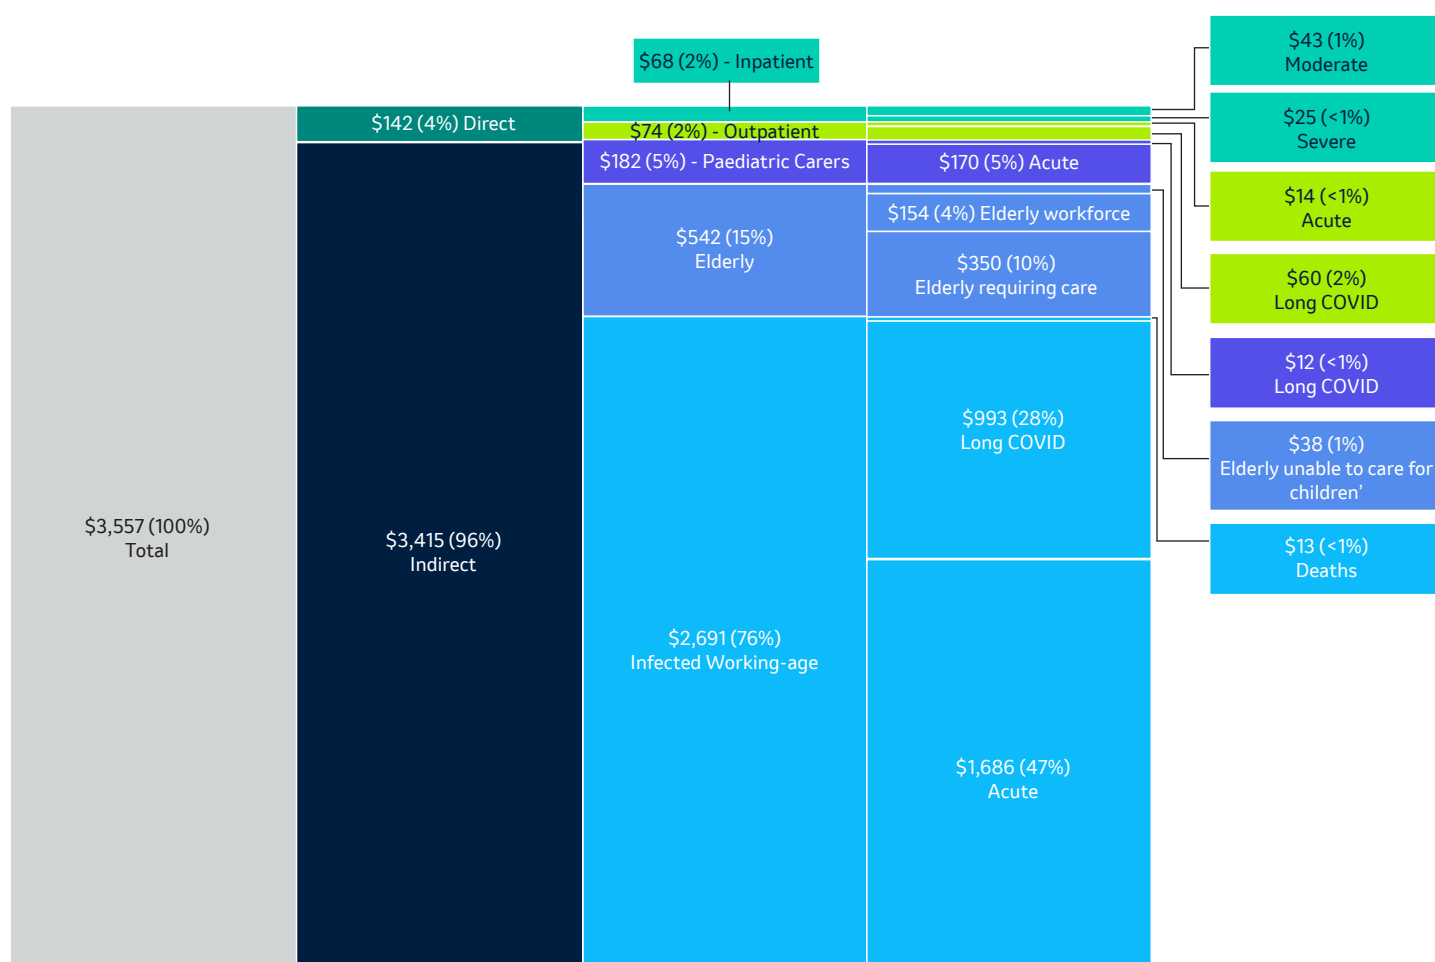 $68 (2%) - Inpatient
$43 (1%)
Moderate
$142 (4%) Direct
$74 (2%) - Outpatient
$25 (<1%)
Severe
$182 (5%) - Paediatric Carers
$170 (5%) Acute
$14 (<1%)
Acute
$154 (4%) Elderly workforce
$542 (15%)
Elderly
$350 (10%)
Elderly requiring care
$60 (2%)
Long COVID
$12 (<1%)
Long COVID
$993 (28%)
Long COVID
$38 (1%)
Elderly unable to care for
children’
$3,557 (100%)
Total
$3,415 (96%)
Indirect
$13 (<1%)
Deaths
$2,691 (76%)
Infected Working-age
$1,686 (47%)
Acute